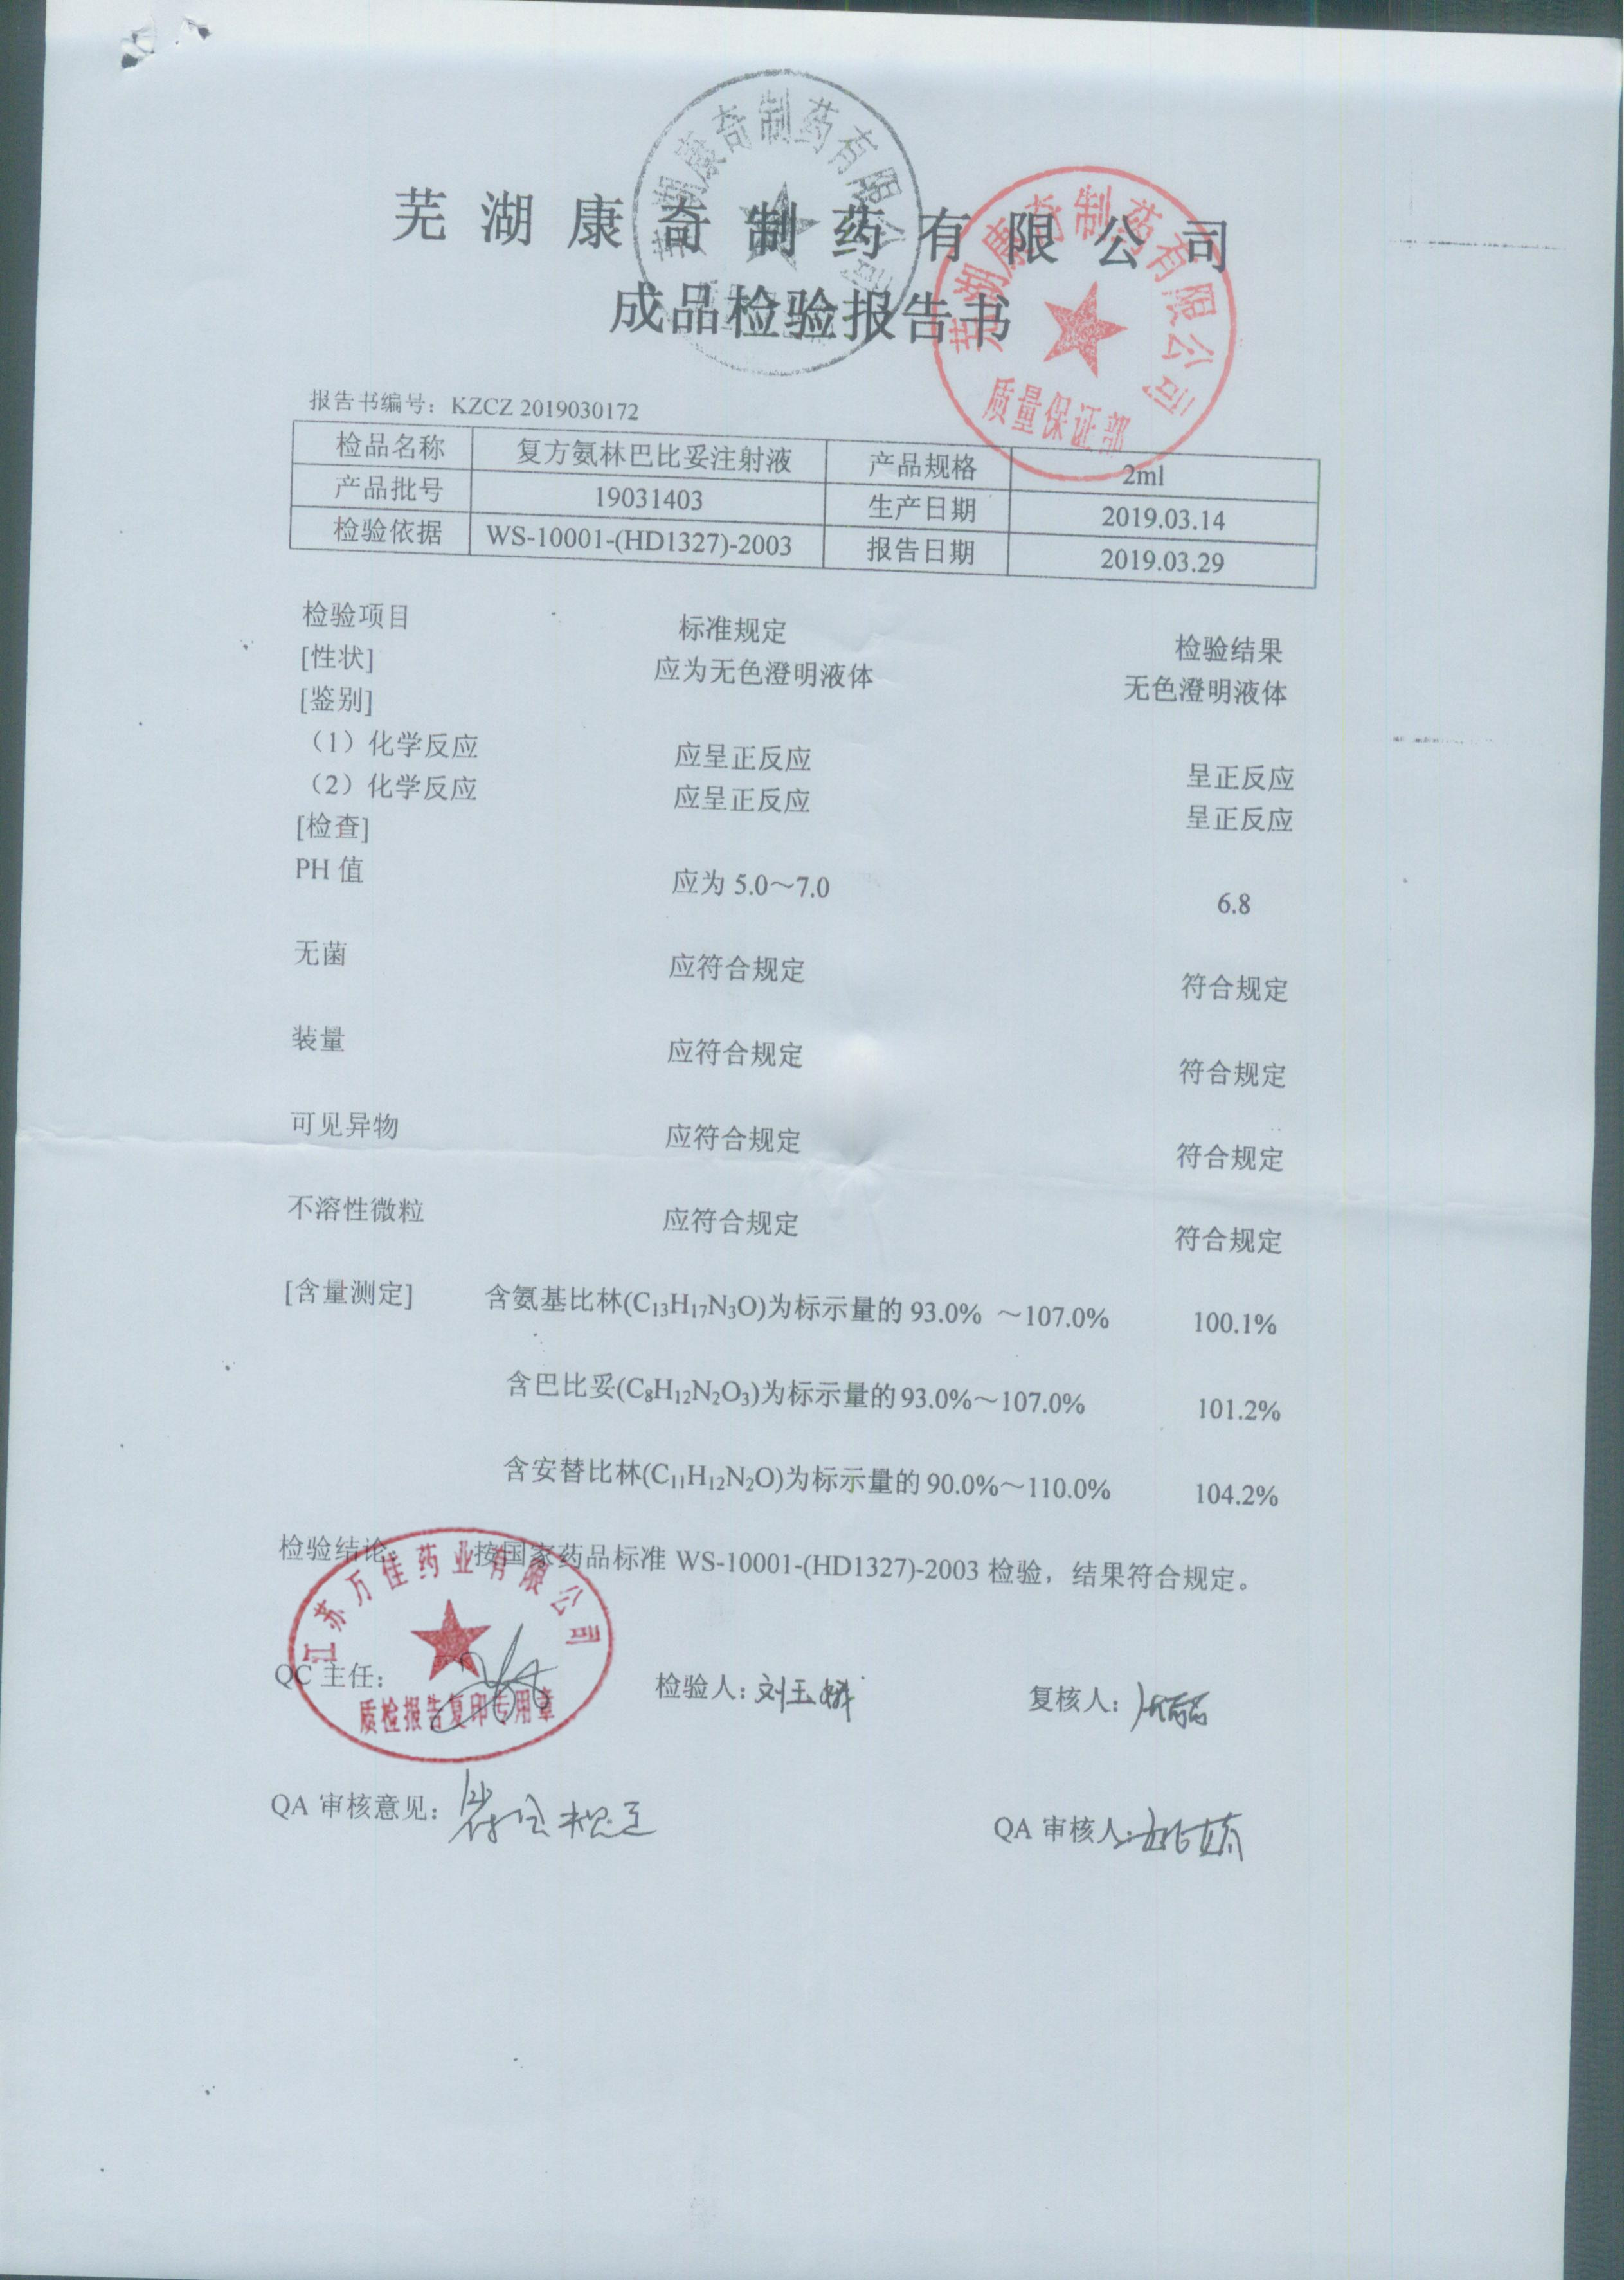 芜湖康奇制药有限公司
成品检验报告书
芜湖康奇制药有限公司
芜湖康奇制药有限公司
质量保证部
报告书编号：KZCZ 2019030172
检品名称 复方氨林巴比妥注射液 产品规格 2ml
产品批号 19031403 生产日期 2019.03.14
检验依据 WS-10001-(HD1327)-2003 报告日期 2019.03.29
检验项目 标准规定 检验结果
[性状] 应为无色澄明液体 无色澄明液体
[鉴别]
（1）化学反应 应呈正反应 呈正反应
（2）化学反应 应呈正反应 呈正反应
[检查]
PH 值 应为 5.0～7.0 6.8
无菌 应符合规定 符合规定
装量 应符合规定 符合规定
可见异物 应符合规定 符合规定
不溶性微粒 应符合规定 符合规定
[含量测定] 含氨基比林(C₁₃H₁₇N₃O)为标示量的 93.0% ～107.0% 100.1%
含巴比妥(C₈H₁₂N₂O₃)为标示量的 93.0%～107.0% 101.2%
含安替比林(C₁₁H₁₂N₂O)为标示量的 90.0%～110.0% 104.2%
检验结论 按国家药品标准 WS-10001-(HD1327)-2003 检验，结果符合规定。
江苏万佳药业有限公司
质检报告复印专用章
QC 主任： 检验人：刘玉 复核人：
QA 审核意见：符合规定 QA 审核人：